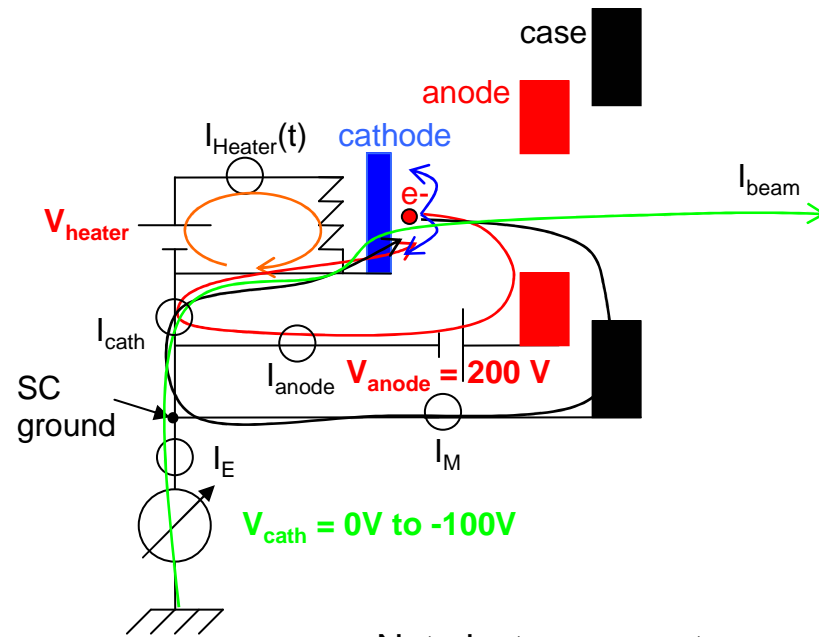 case
anode
I_Heater(t)
cathode
I_beam
e-
V_heater
I_cath
I_anode
V_anode = 200 V
SC
ground
I_M
I_E
V_cath = 0V to -100V